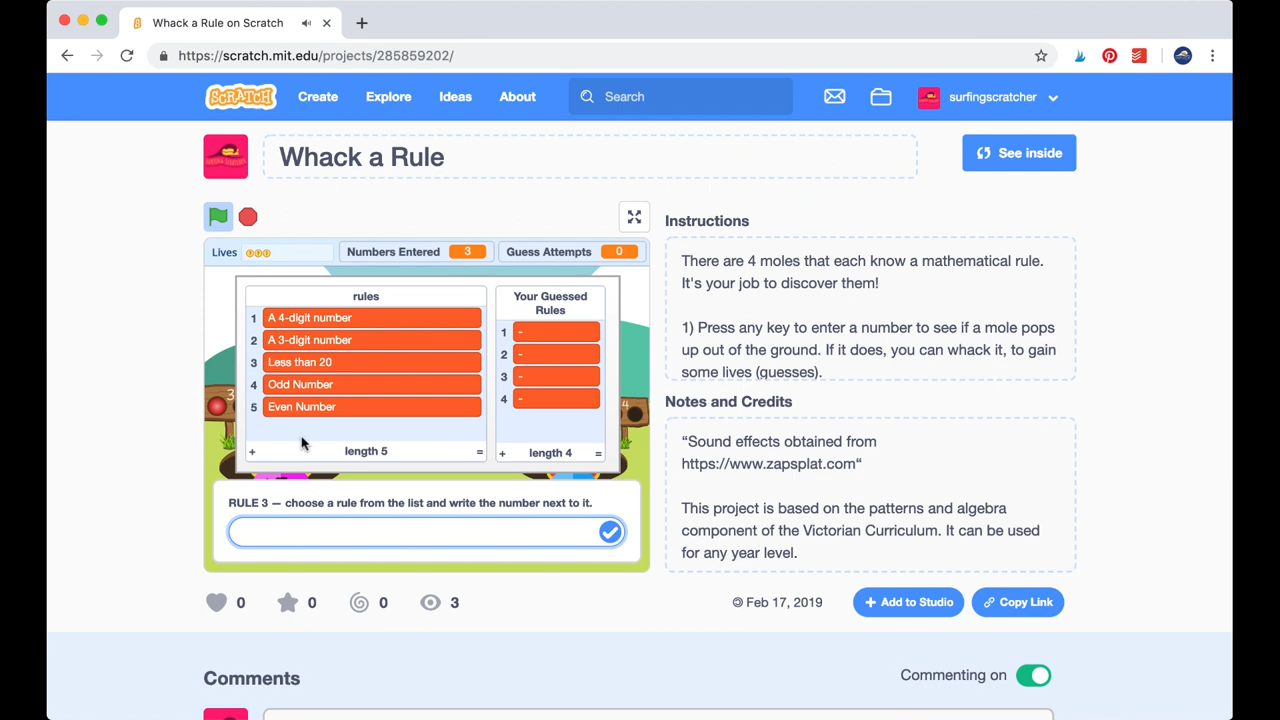 Whack a Rule on Scratch
https://scratch.mit.edu/projects/285859202/
SCRATCH Create Explore Ideas About Search surfingscratcher
Whack a Rule
See inside
Lives Numbers Entered 3 Guess Attempts 0
rules
1 A 4-digit number
2 A 3-digit number
3 Less than 20
4 Odd Number
5 Even Number
+ length 5 =
Your Guessed
Rules
1 -
2 -
3 -
4 -
+ length 4 =
3
4
RULE 3 — choose a rule from the list and write the number next to it.
Instructions
There are 4 moles that each know a mathematical rule.
It's your job to discover them!
1) Press any key to enter a number to see if a mole pops
up out of the ground. If it does, you can whack it, to gain
some lives (quesses).
Notes and Credits
“Sound effects obtained from
https://www.zapsplat.com“
This project is based on the patterns and algebra
component of the Victorian Curriculum. It can be used
for any year level.
0 0 0 3
© Feb 17, 2019
+ Add to Studio
Copy Link
Comments
Commenting on